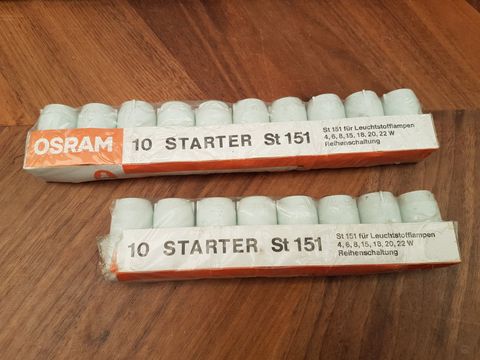 OSRAM
10 STARTER St 151
St 151 für Leuchtstofflampen
4, 6, 8, 15, 18, 20, 22 W
Reihenschaltung
10 STARTER St 151
St 151 für Leuchtstofflampen
4, 6, 8, 15, 18, 20, 22 W
Reihenschaltung